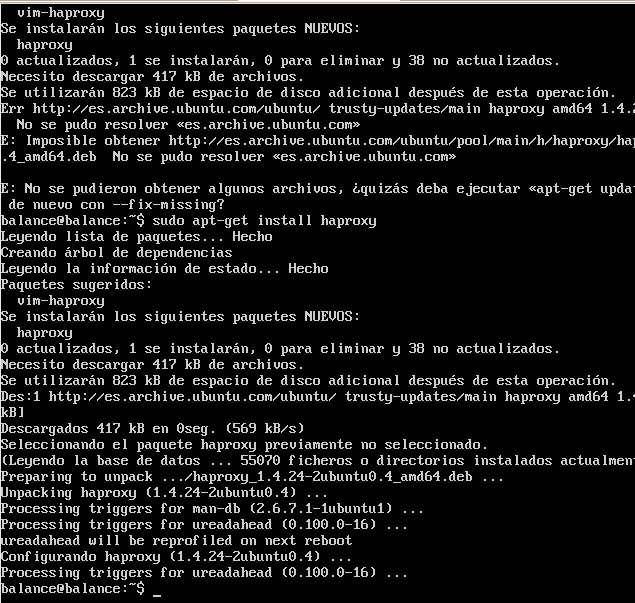 vim-haproxy
Se instalarán los siguientes paquetes NUEVOS:
haproxy
0 actualizados, 1 se instalarán, 0 para eliminar y 38 no actualizados.
Necesito descargar 417 kB de archivos.
Se utilizarán 823 kB de espacio de disco adicional después de esta operación.
Err http://es.archive.ubuntu.com/ubuntu/ trusty-updates/main haproxy amd64 1.4.2
No se pudo resolver «es.archive.ubuntu.com»
E: Imposible obtener http://es.archive.ubuntu.com/ubuntu/pool/main/h/haproxy/hap
.4_amd64.deb  No se pudo resolver «es.archive.ubuntu.com»
E: No se pudieron obtener algunos archivos, ¿quizás deba ejecutar «apt-get updat
de nuevo con --fix-missing?
balance@balance:~$ sudo apt-get install haproxy
Leyendo lista de paquetes... Hecho
Creando árbol de dependencias
Leyendo la información de estado... Hecho
Paquetes sugeridos:
vim-haproxy
Se instalarán los siguientes paquetes NUEVOS:
haproxy
0 actualizados, 1 se instalarán, 0 para eliminar y 38 no actualizados.
Necesito descargar 417 kB de archivos.
Se utilizarán 823 kB de espacio de disco adicional después de esta operación.
Des:1 http://es.archive.ubuntu.com/ubuntu/ trusty-updates/main haproxy amd64 1.4
kB]
Descargados 417 kB en 0seg. (569 kB/s)
Seleccionando el paquete haproxy previamente no seleccionado.
(Leyendo la base de datos ... 55070 ficheros o directorios instalados actualment
Preparing to unpack .../haproxy_1.4.24-2ubuntu0.4_amd64.deb ...
Unpacking haproxy (1.4.24-2ubuntu0.4) ...
Processing triggers for man-db (2.6.7.1-1ubuntu1) ...
Processing triggers for ureadahead (0.100.0-16) ...
ureadahead will be reprofiled on next reboot
Configurando haproxy (1.4.24-2ubuntu0.4) ...
Processing triggers for ureadahead (0.100.0-16) ...
balance@balance:~$ _